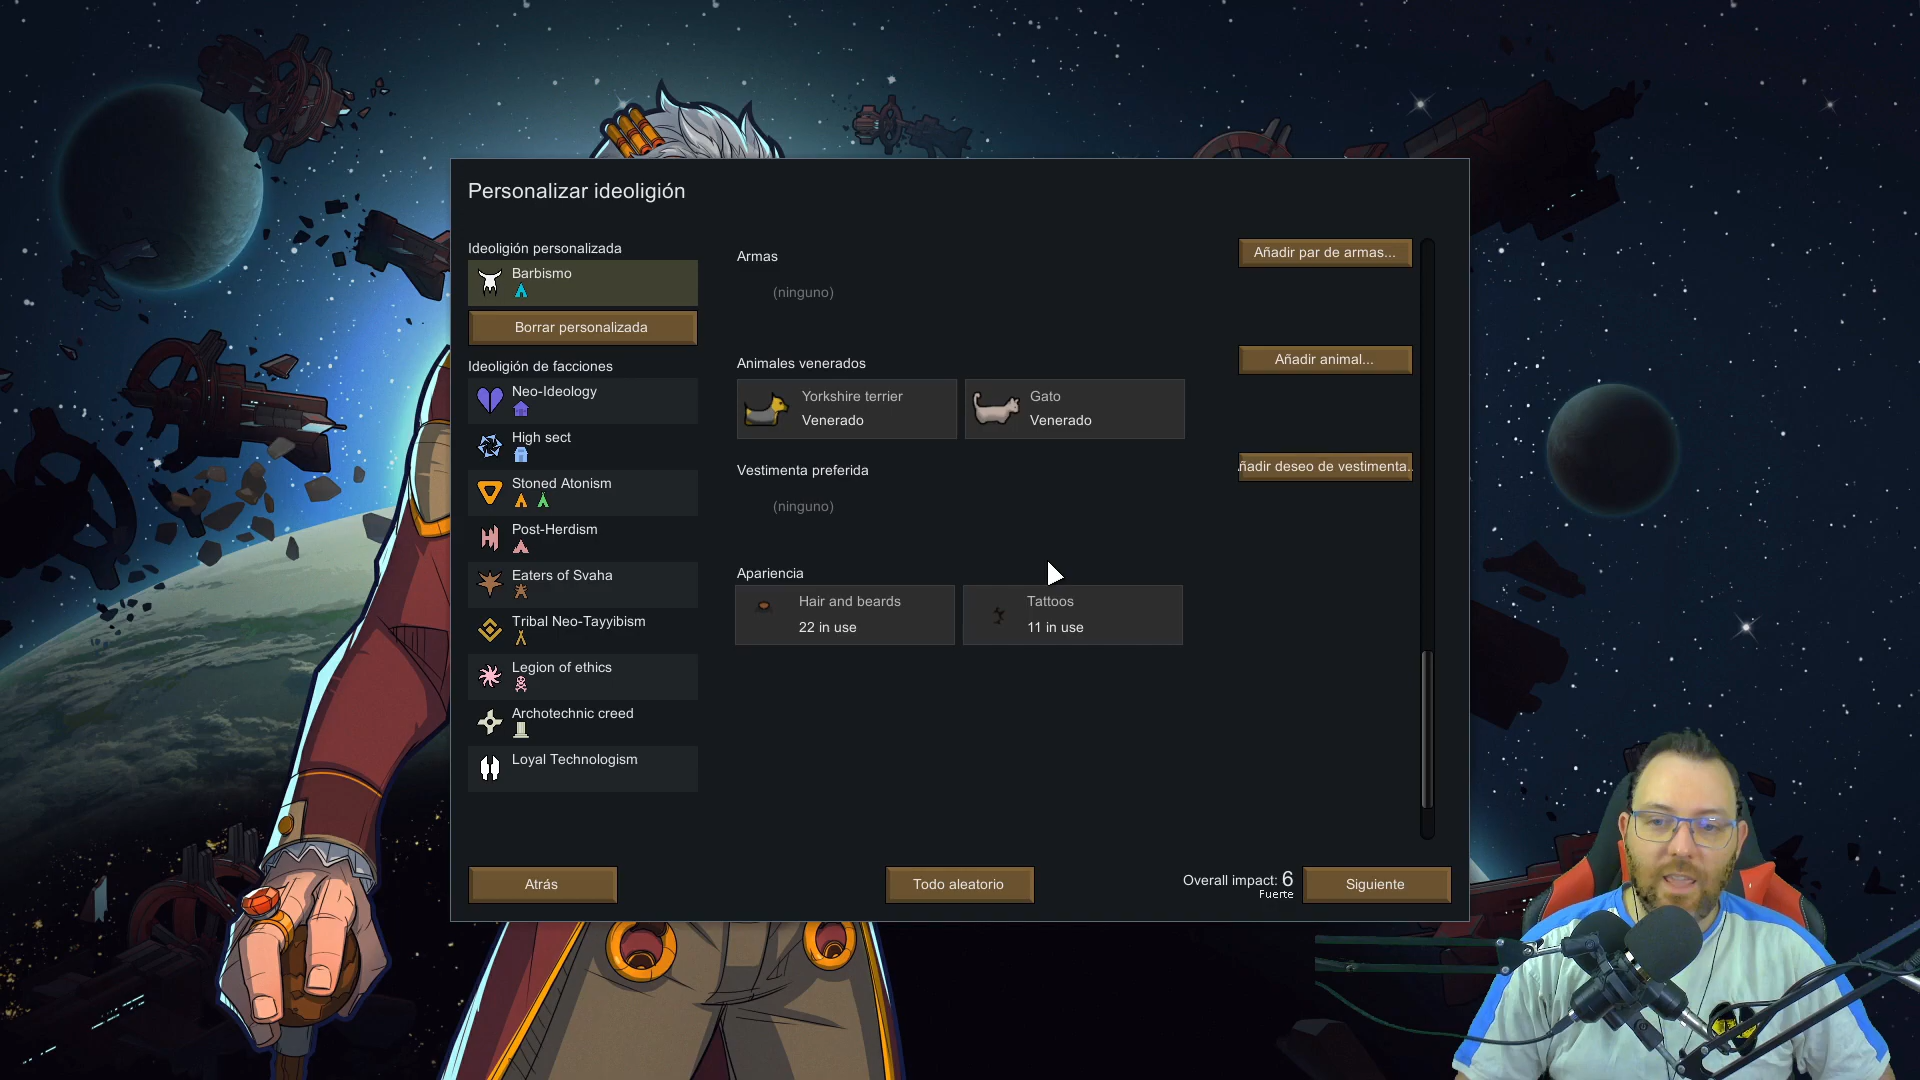 Personalizar ideoligión
Ideoligión personalizada
Barbismo
Borrar personalizada
Ideoligión de facciones
Neo-Ideology
High sect
Stoned Atonism
Post-Herdism
Eaters of Svaha
Tribal Neo-Tayyibism
Legion of ethics
Archotechnic creed
Loyal Technologism
Armas
Añadir par de armas...
(ninguno)
Animales venerados
Añadir animal...
Yorkshire terrier
Venerado
Gato
Venerado
Vestimenta preferida
ñadir deseo de vestimenta..
(ninguno)
Apariencia
Hair and beards
22 in use
Tattoos
11 in use
Atrás
Todo aleatorio
Overall impact: 6
Fuerte
Siguiente